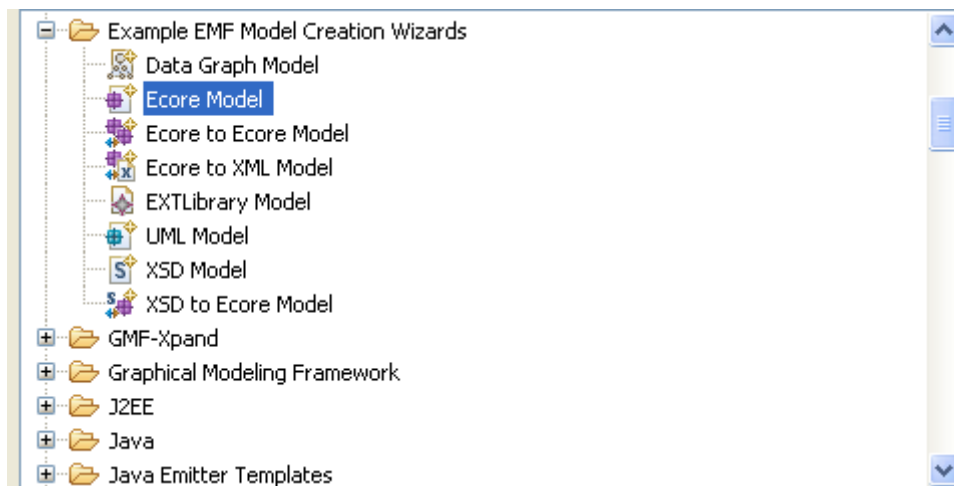 Example EMF Model Creation Wizards
Data Graph Model
Ecore Model
Ecore to Ecore Model
Ecore to XML Model
EXTLibrary Model
UML Model
XSD Model
XSD to Ecore Model
GMF-Xpand
Graphical Modeling Framework
J2EE
Java
Java Emitter Templates